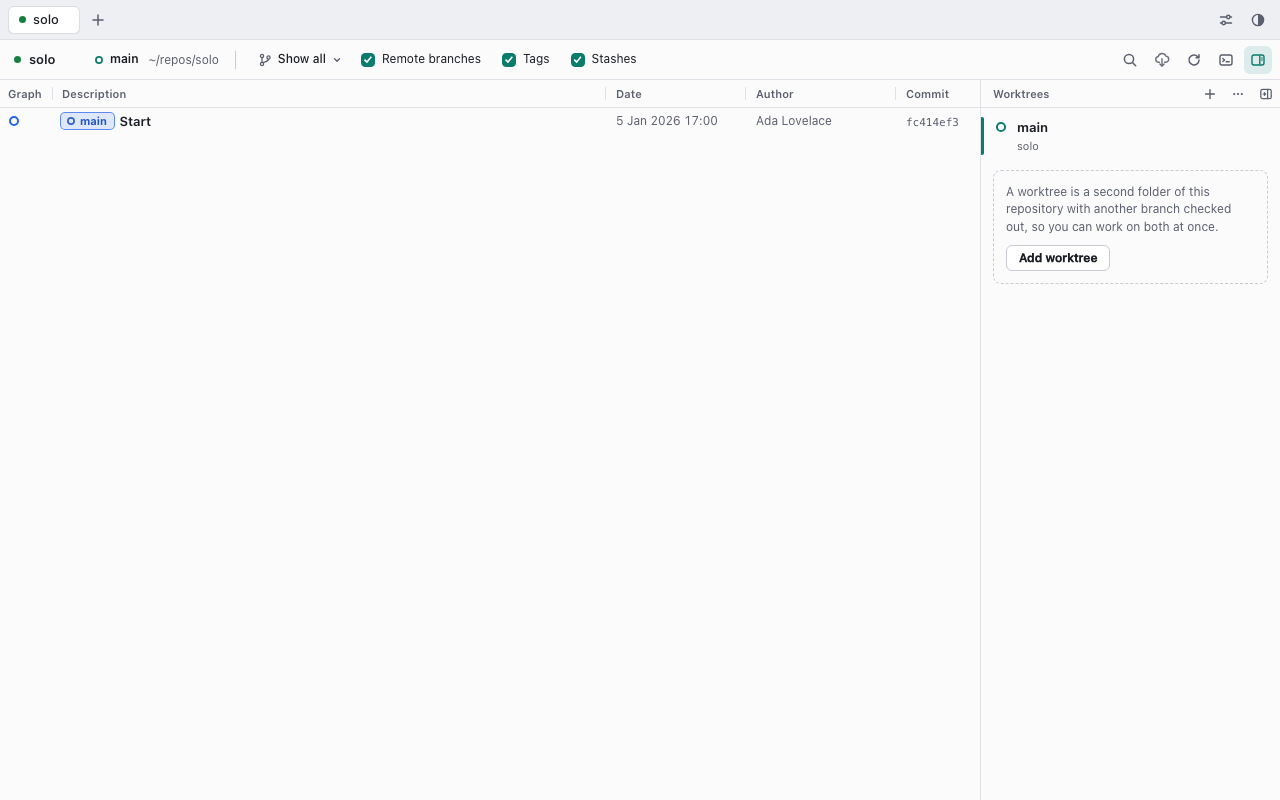 solo
solo
main ~/repos/solo
Show all
Remote branches
Tags
Stashes
Graph Description Date Author Commit
main Start 5 Jan 2026 17:00 Ada Lovelace fc414ef3
Worktrees
main
solo
A worktree is a second folder of this
repository with another branch checked
out, so you can work on both at once.
Add worktree